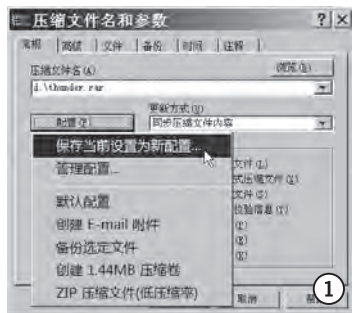 压缩文件名和参数
常规 高级 文件 备份 时间 注释
压缩文件名(A) 浏览(B)
d:\thunder.rar
更新方式(U)
配置(F) 同步压缩文件内容
保存当前设置为新配置...
管理配置...
文件(L)
默认配置
创建 E-mail 附件
备份选定文件
创建 1.44MB 压缩卷
ZIP 压缩文件(低压缩率)
取消
1